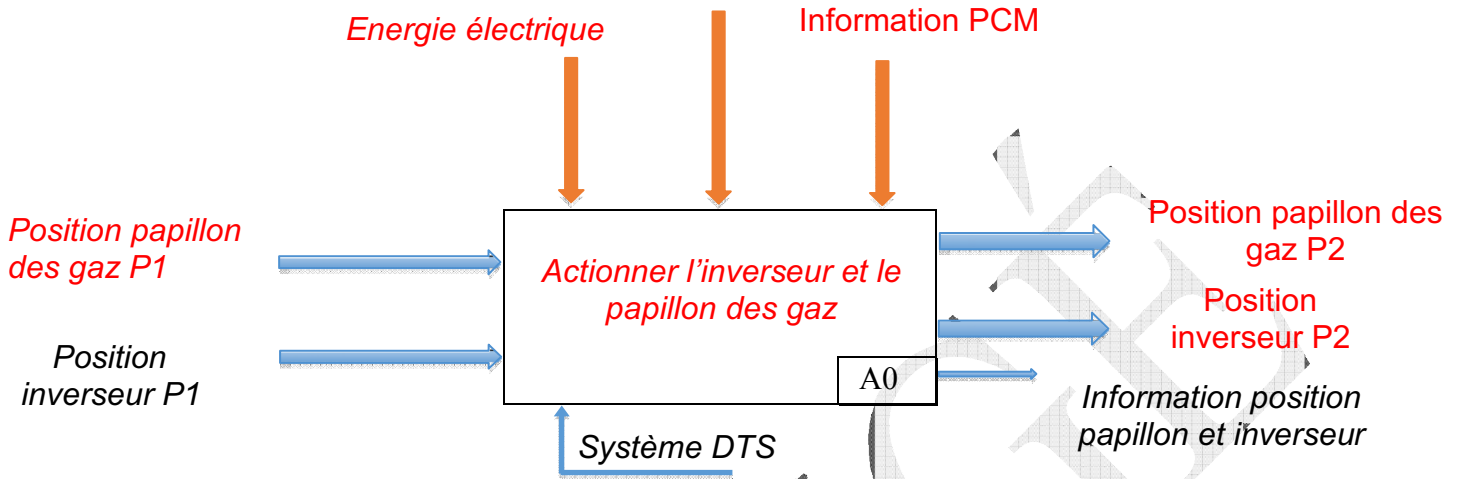 Energie électrique
Information PCM
Position papillon
des gaz P1
Position
inverseur P1
Actionner l’inverseur et le
papillon des gaz
A0
Système DTS
Position papillon des
gaz P2
Position
inverseur P2
Information position
papillon et inverseur